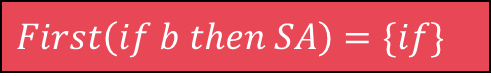 First(if b then SA) = {if}